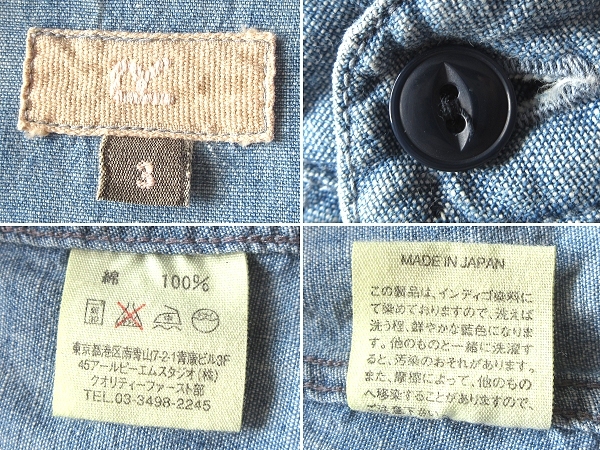 3
綿 100%
東京都港区南青山7-2-1青康ビル3F
45アールピーエムスタジオ(株)
クオリティーファースト部
TEL.03-3498-2245
MADE IN JAPAN
この製品は、インディゴ染料に
て染めておりますので、洗えば
洗う程、鮮やかな藍色になりま
す。他のものと一緒に洗濯す
ると、汚染のおそれがあります。
また、摩擦によって、他のもの
へ移染することがありますので、
ご注意下さい